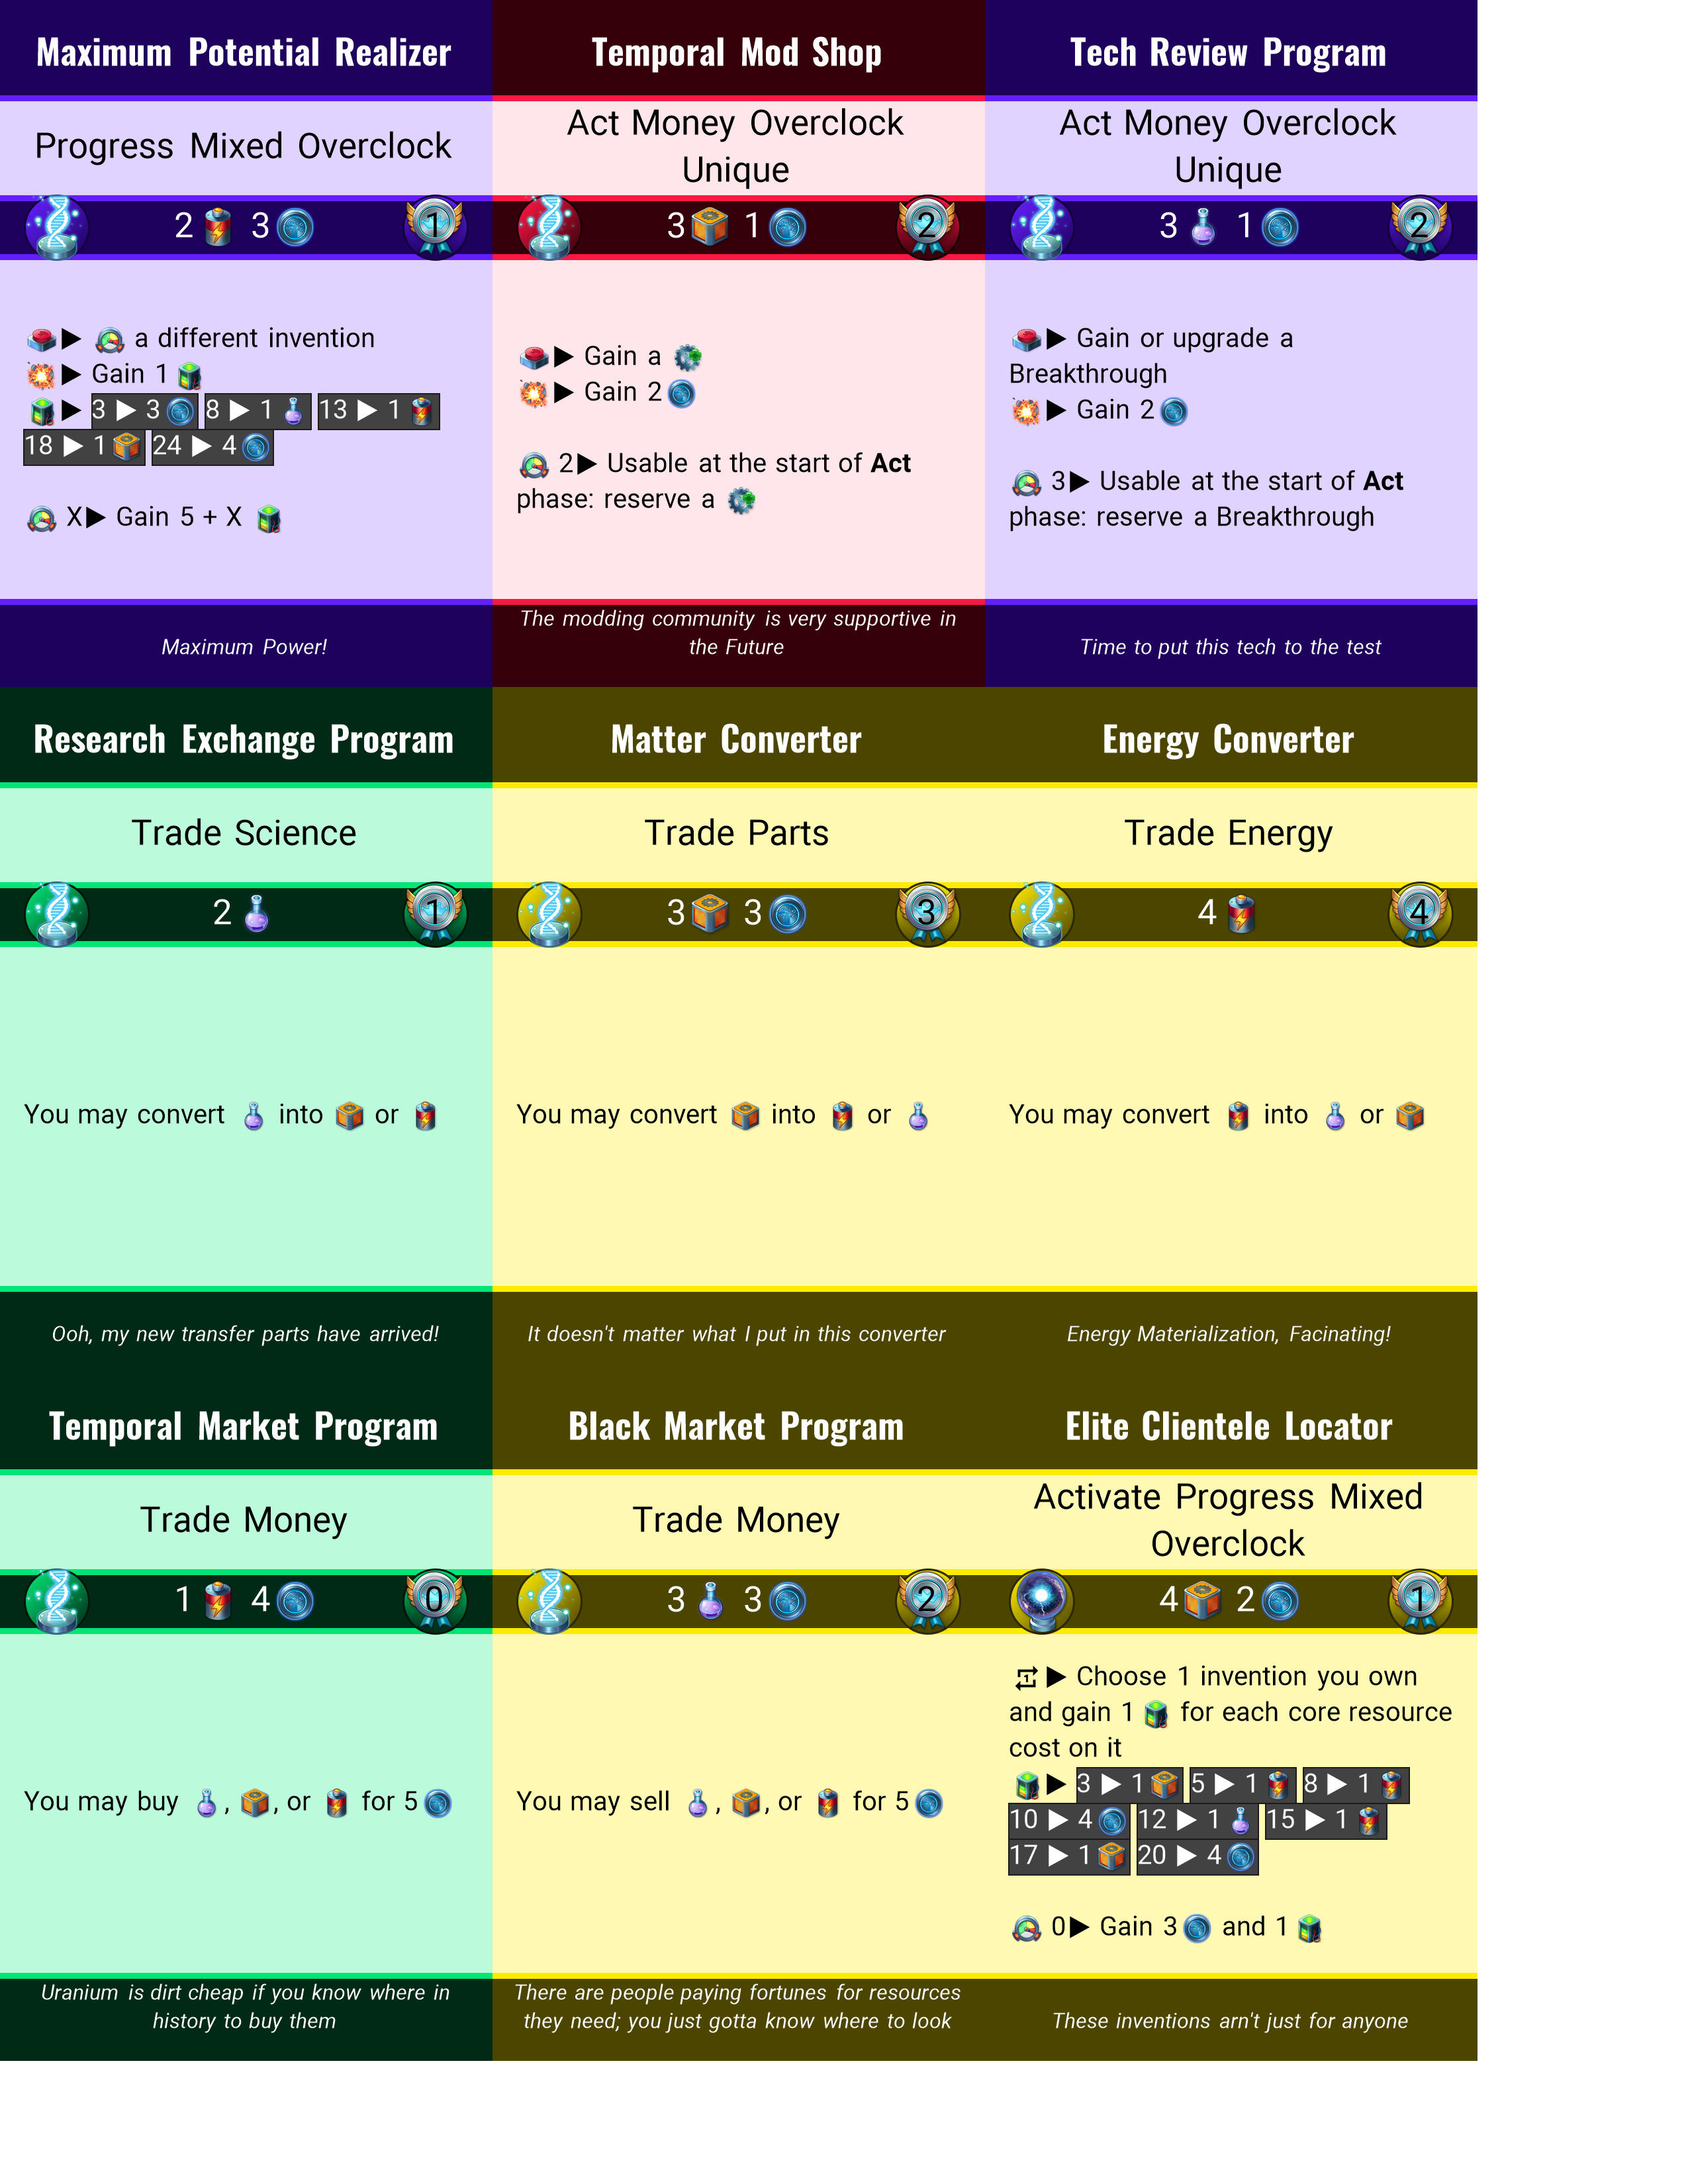 Maximum Potential Realizer
Progress Mixed Overclock
2 3 1
▶ a different invention
▶ Gain 1
▶ 3 ▶ 3 8 ▶ 1 13 ▶ 1
18 ▶ 1 24 ▶ 4
X▶ Gain 5 + X
Maximum Power!
Temporal Mod Shop
Act Money Overclock
Unique
3 1 2
▶ Gain a
▶ Gain 2
2▶ Usable at the start of Act
phase: reserve a
The modding community is very supportive in
the Future
Tech Review Program
Act Money Overclock
Unique
3 1 2
▶ Gain or upgrade a
Breakthrough
▶ Gain 2
3▶ Usable at the start of Act
phase: reserve a Breakthrough
Time to put this tech to the test
Research Exchange Program
Trade Science
2 1
You may convert into or
Ooh, my new transfer parts have arrived!
Matter Converter
Trade Parts
3 3 3
You may convert into or
It doesn't matter what I put in this converter
Energy Converter
Trade Energy
4 4
You may convert into or
Energy Materialization, Facinating!
Temporal Market Program
Trade Money
1 4 0
You may buy , , or for 5
Uranium is dirt cheap if you know where in
history to buy them
Black Market Program
Trade Money
3 3 2
You may sell , , or for 5
There are people paying fortunes for resources
they need; you just gotta know where to look
Elite Clientele Locator
Activate Progress Mixed
Overclock
4 2 1
1 ▶ Choose 1 invention you own
and gain 1 for each core resource
cost on it
▶ 3 ▶ 1 5 ▶ 1 8 ▶ 1
10 ▶ 4 12 ▶ 1 15 ▶ 1
17 ▶ 1 20 ▶ 4
0▶ Gain 3 and 1
These inventions arn't just for anyone